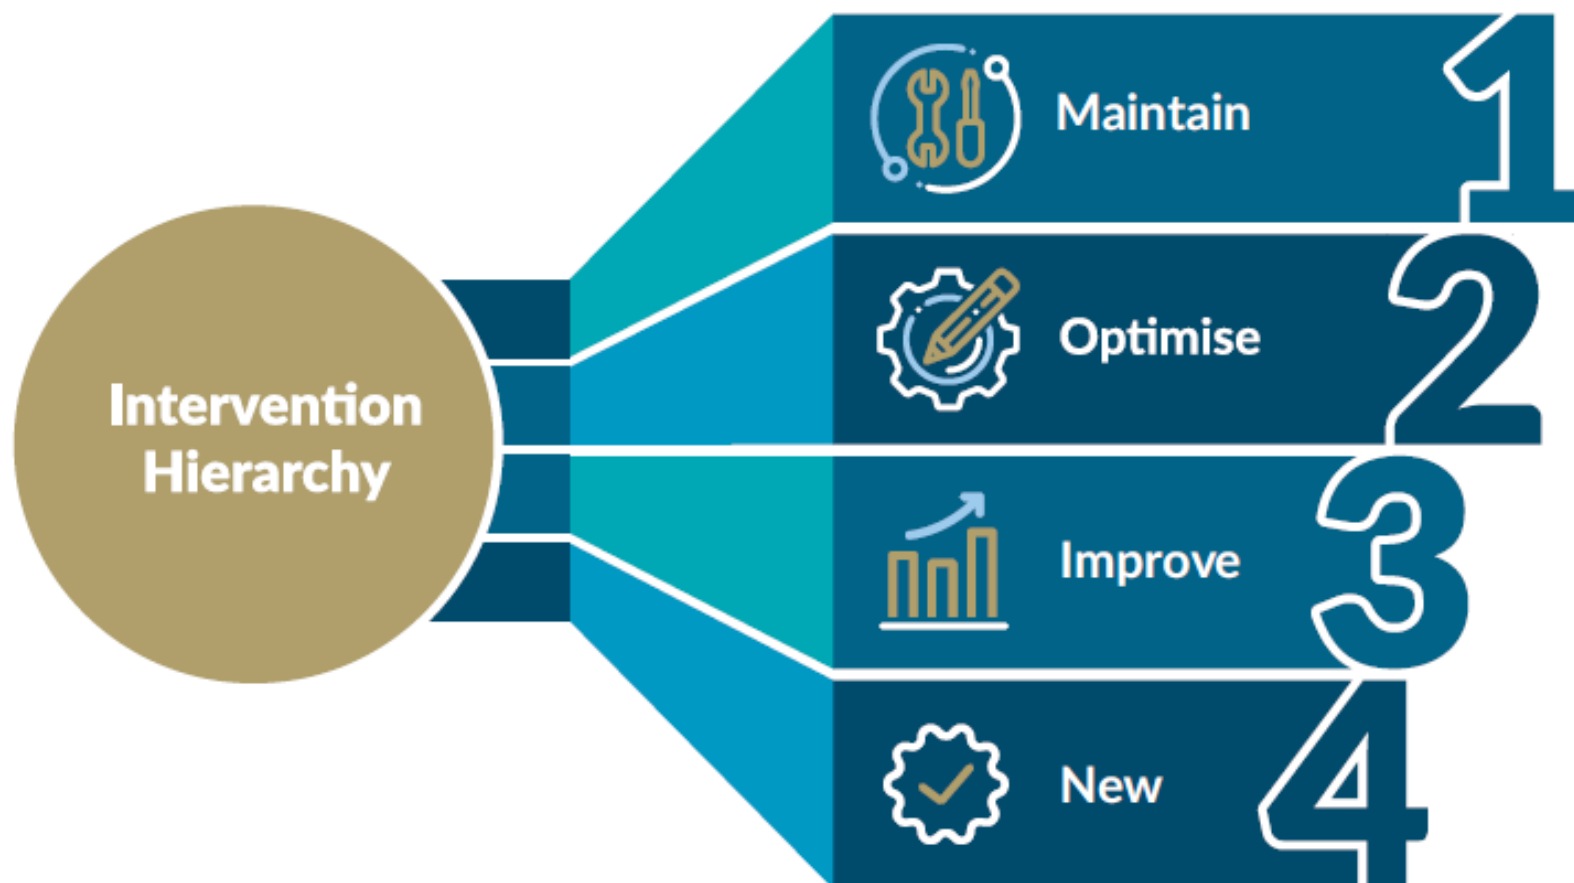 Intervention
Hierarchy
Maintain
1
Optimise
2
Improve
3
New
4